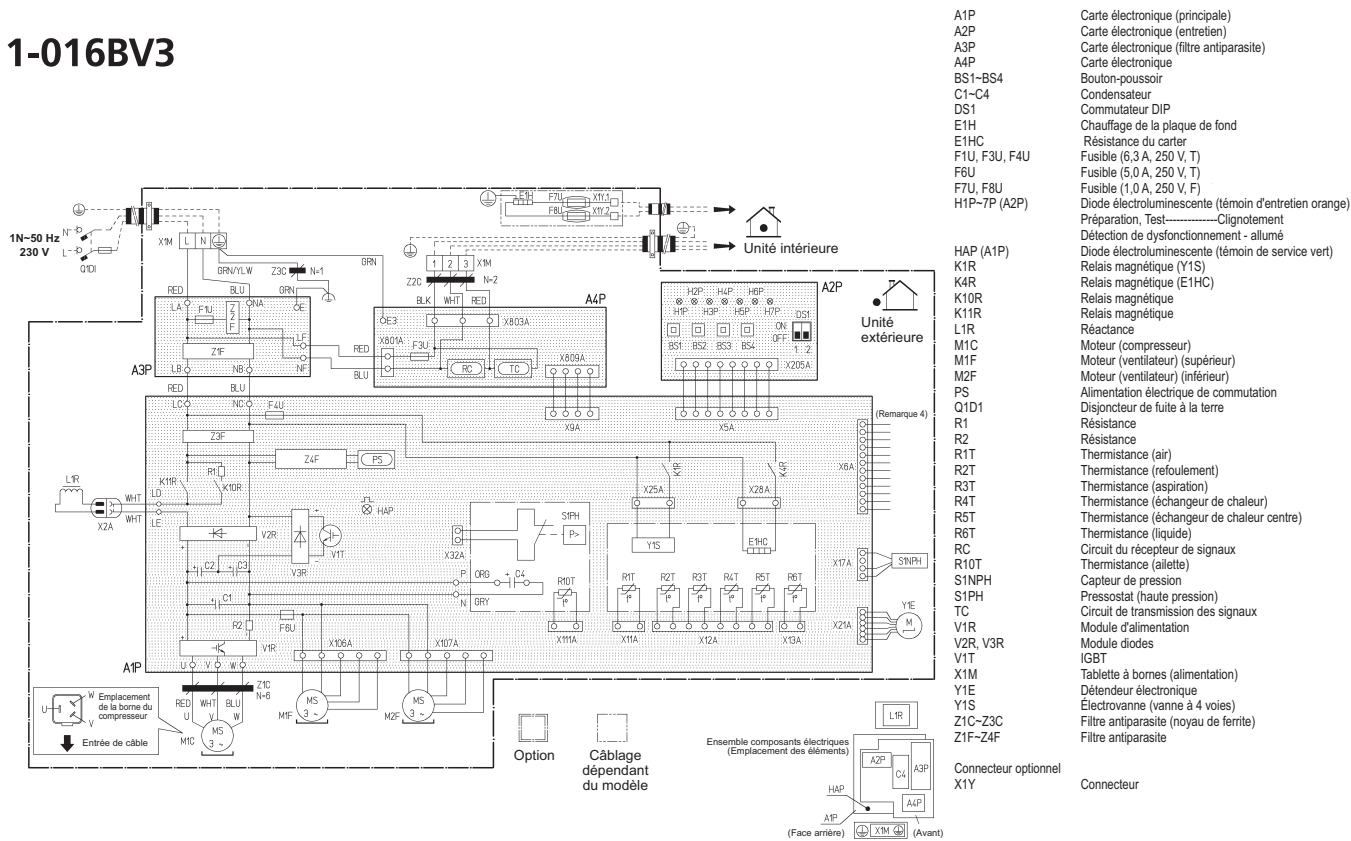 1-016BV3
1N~50 Hz
230 V
N
L
Q1DI
X1M
L N
GRN/YLW
Z3C
N=1
GRN
GRN
RED
BLU
LA
NA
E
F1U
Z2F
Z1F
LF
NF
A3P
LB
NB
RED
BLU
E1H
F7U
F8U
X1Y.1
X1Y.2
Unité intérieure
1 2 3
X1M
Z2C
N=2
BLK
WHT
RED
A4P
E3
X803A
X801A
F3U
RED
BLU
RC
TC
X809A
A2P
H2P H4P H6P
H1P H3P H5P H7P
DS1
ON
OFF
1 2
BS1 BS2 BS3 BS4
X205A
Unité
extérieure
LC
NC
F4U
X9A
X5A
(Remarque 4)
Z3F
Z4F
PS
R1
K11R
K10R
K1R
K4R
X6A
L1R
WHT
WHT
X2A
LD
LE
HAP
X25A
X28A
V2R
V3R
V1T
S1PH
P>
X32A
Y1S
E1HC
C2
C3
P
ORG
C4
N
GRY
R10T
t°
X111A
R1T
R2T
R3T
R4T
R5T
R6T
t°
t°
t°
t°
t°
t°
X11A
X12A
X13A
X17A
S1NPH
Y1E
M
X21A
C1
R2
F6U
V1R
X106A
X107A
A1P
U
V
W
Z1C
N=6
RED
WHT
BLU
U
V
W
M1C
MS
3 ~
M1F
MS
3 ~
M2F
MS
3 ~
U
W
V
Emplacement
de la borne du
compresseur
Entrée de câble
Option
Câblage
dépendant
du modèle
L1R
Ensemble composants électriques
(Emplacement des éléments)
A2P
C4
A3P
HAP
A4P
A1P
(Face arrière)
X1M
(Avant)
A1P Carte électronique (principale)
A2P Carte électronique (entretien)
A3P Carte électronique (filtre antiparasite)
A4P Carte électronique
BS1~BS4 Bouton-poussoir
C1~C4 Condensateur
DS1 Commutateur DIP
E1H Chauffage de la plaque de fond
E1HC Résistance du carter
F1U, F3U, F4U Fusible (6,3 A, 250 V, T)
F6U Fusible (5,0 A, 250 V, T)
F7U, F8U Fusible (1,0 A, 250 V, F)
H1P~7P (A2P) Diode électroluminescente (témoin d'entretien orange)
Préparation, Test--------------Clignotement
Détection de dysfonctionnement - allumé
HAP (A1P) Diode électroluminescente (témoin de service vert)
K1R Relais magnétique (Y1S)
K4R Relais magnétique (E1HC)
K10R Relais magnétique
K11R Relais magnétique
L1R Réactance
M1C Moteur (compresseur)
M1F Moteur (ventilateur) (supérieur)
M2F Moteur (ventilateur) (inférieur)
PS Alimentation électrique de commutation
Q1D1 Disjoncteur de fuite à la terre
R1 Résistance
R2 Résistance
R1T Thermistance (air)
R2T Thermistance (refoulement)
R3T Thermistance (aspiration)
R4T Thermistance (échangeur de chaleur)
R5T Thermistance (échangeur de chaleur centre)
R6T Thermistance (liquide)
RC Circuit du récepteur de signaux
R10T Thermistance (ailette)
S1NPH Capteur de pression
S1PH Pressostat (haute pression)
TC Circuit de transmission des signaux
V1R Module d'alimentation
V2R, V3R Module diodes
V1T IGBT
X1M Tablette à bornes (alimentation)
Y1E Détendeur électronique
Y1S Électrovanne (vanne à 4 voies)
Z1C~Z3C Filtre antiparasite (noyau de ferrite)
Z1F~Z4F Filtre antiparasite
Connecteur optionnel
X1Y Connecteur